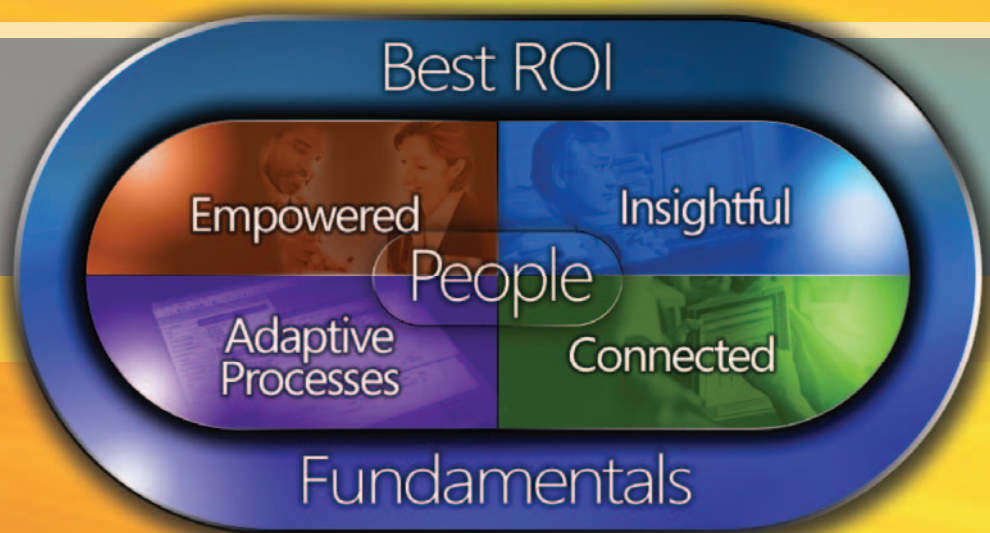 Best ROI
Empowered
Insightful
People
Adaptive
Processes
Connected
Fundamentals